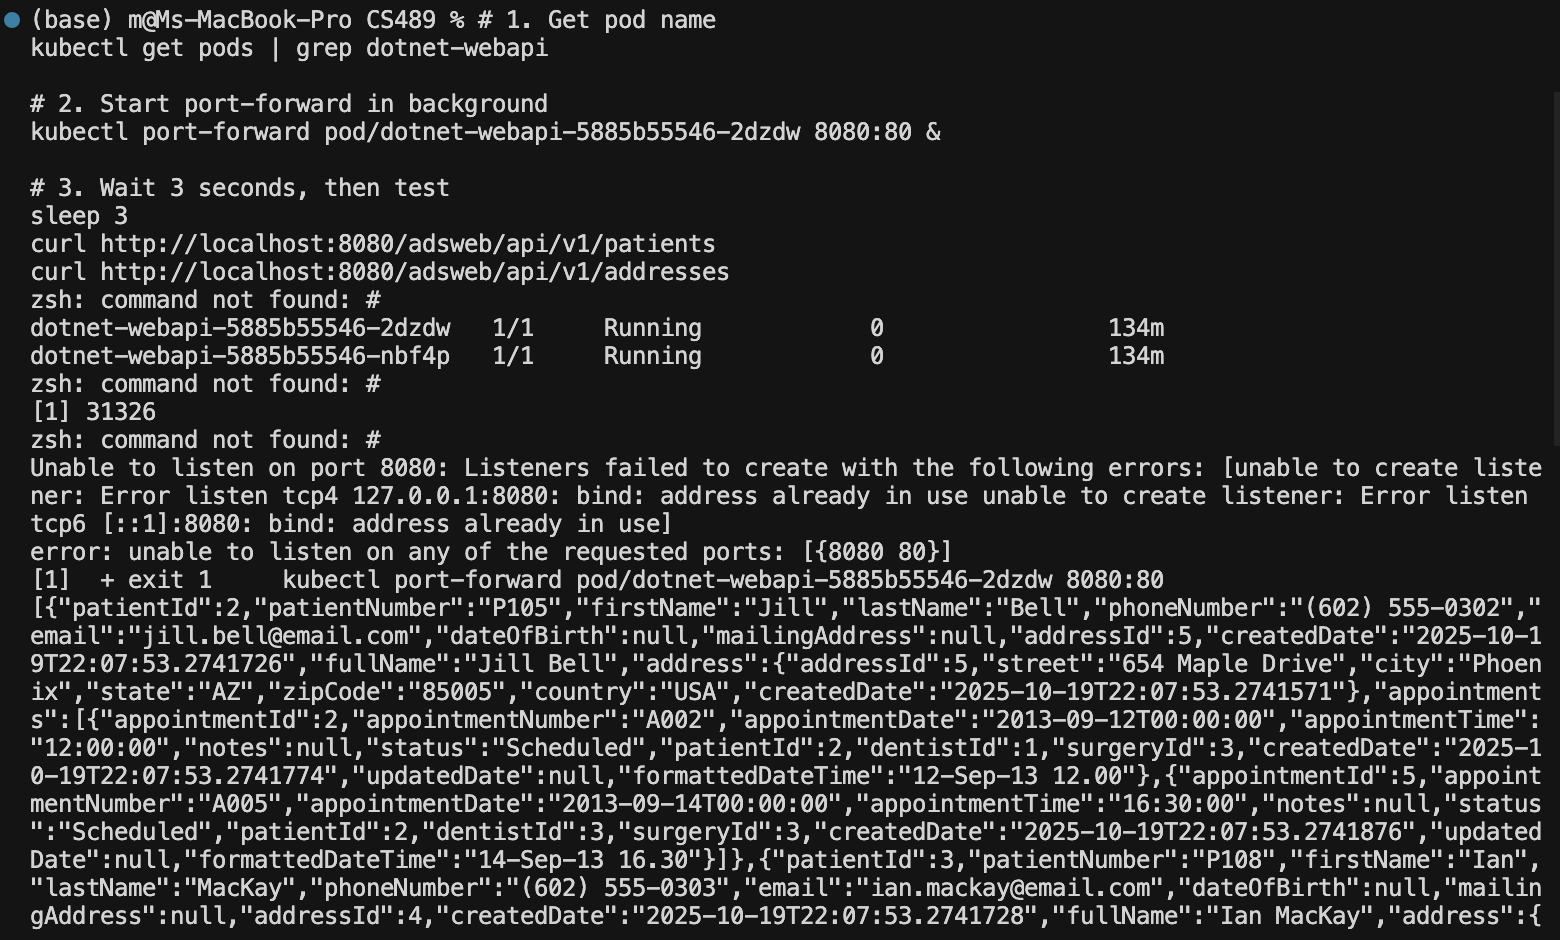 (base) m@Ms-MacBook-Pro CS489 % # 1. Get pod name
kubectl get pods | grep dotnet-webapi
# 2. Start port-forward in background
kubectl port-forward pod/dotnet-webapi-5885b55546-2dzdw 8080:80 &
# 3. Wait 3 seconds, then test
sleep 3
curl http://localhost:8080/adsweb/api/v1/patients
curl http://localhost:8080/adsweb/api/v1/addresses
zsh: command not found: #
dotnet-webapi-5885b55546-2dzdw   1/1     Running            0                134m
dotnet-webapi-5885b55546-nbf4p   1/1     Running            0                134m
zsh: command not found: #
[1] 31326
zsh: command not found: #
Unable to listen on port 8080: Listeners failed to create with the following errors: [unable to create liste
ner: Error listen tcp4 127.0.0.1:8080: bind: address already in use unable to create listener: Error listen
tcp6 [::1]:8080: bind: address already in use]
error: unable to listen on any of the requested ports: [{8080 80}]
[1]  + exit 1     kubectl port-forward pod/dotnet-webapi-5885b55546-2dzdw 8080:80
[{"patientId":2,"patientNumber":"P105","firstName":"Jill","lastName":"Bell","phoneNumber":"(602) 555-0302","
email":"jill.bell@email.com","dateOfBirth":null,"mailingAddress":null,"addressId":5,"createdDate":"2025-10-1
9T22:07:53.2741726","fullName":"Jill Bell","address":{"addressId":5,"street":"654 Maple Drive","city":"Phoen
ix","state":"AZ","zipCode":"85005","country":"USA","createdDate":"2025-10-19T22:07:53.2741571"},"appointment
s":[{"appointmentId":2,"appointmentNumber":"A002","appointmentDate":"2013-09-12T00:00:00","appointmentTime":
"12:00:00","notes":null,"status":"Scheduled","patientId":2,"dentistId":1,"surgeryId":3,"createdDate":"2025-1
0-19T22:07:53.2741774","updatedDate":null,"formattedDateTime":"12-Sep-13 12.00"},{"appointmentId":5,"appoint
mentNumber":"A005","appointmentDate":"2013-09-14T00:00:00","appointmentTime":"16:30:00","notes":null,"status
":"Scheduled","patientId":2,"dentistId":3,"surgeryId":3,"createdDate":"2025-10-19T22:07:53.2741876","updated
Date":null,"formattedDateTime":"14-Sep-13 16.30"}]},{"patientId":3,"patientNumber":"P108","firstName":"Ian",
"lastName":"MacKay","phoneNumber":"(602) 555-0303","email":"ian.mackay@email.com","dateOfBirth":null,"mailin
gAddress":null,"addressId":4,"createdDate":"2025-10-19T22:07:53.2741728","fullName":"Ian MacKay","address":{